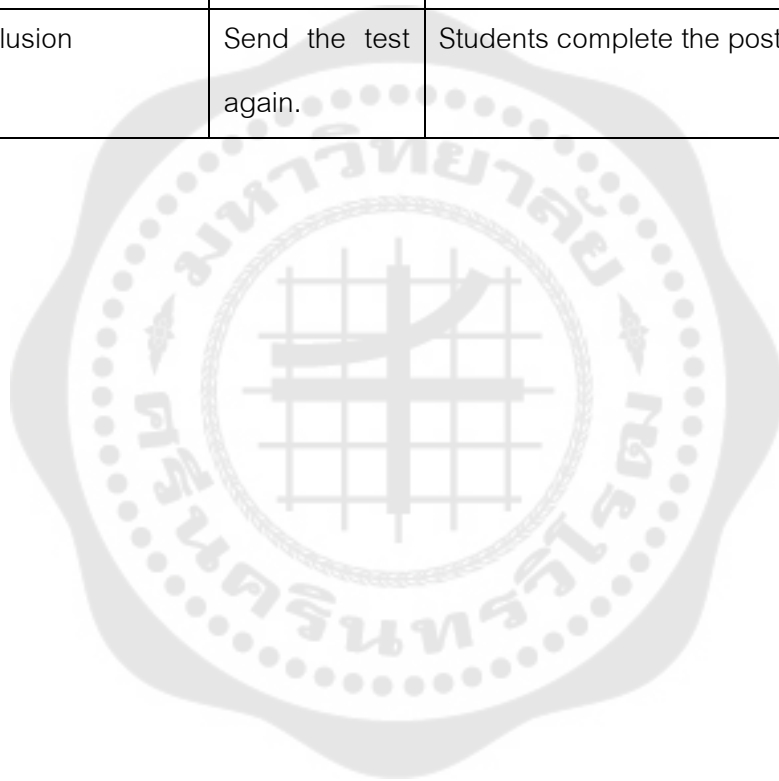 lusion
Send the test
again.
Students complete the post
มหาวิทยาลัย
ศรีนครินทรวิโรฒ